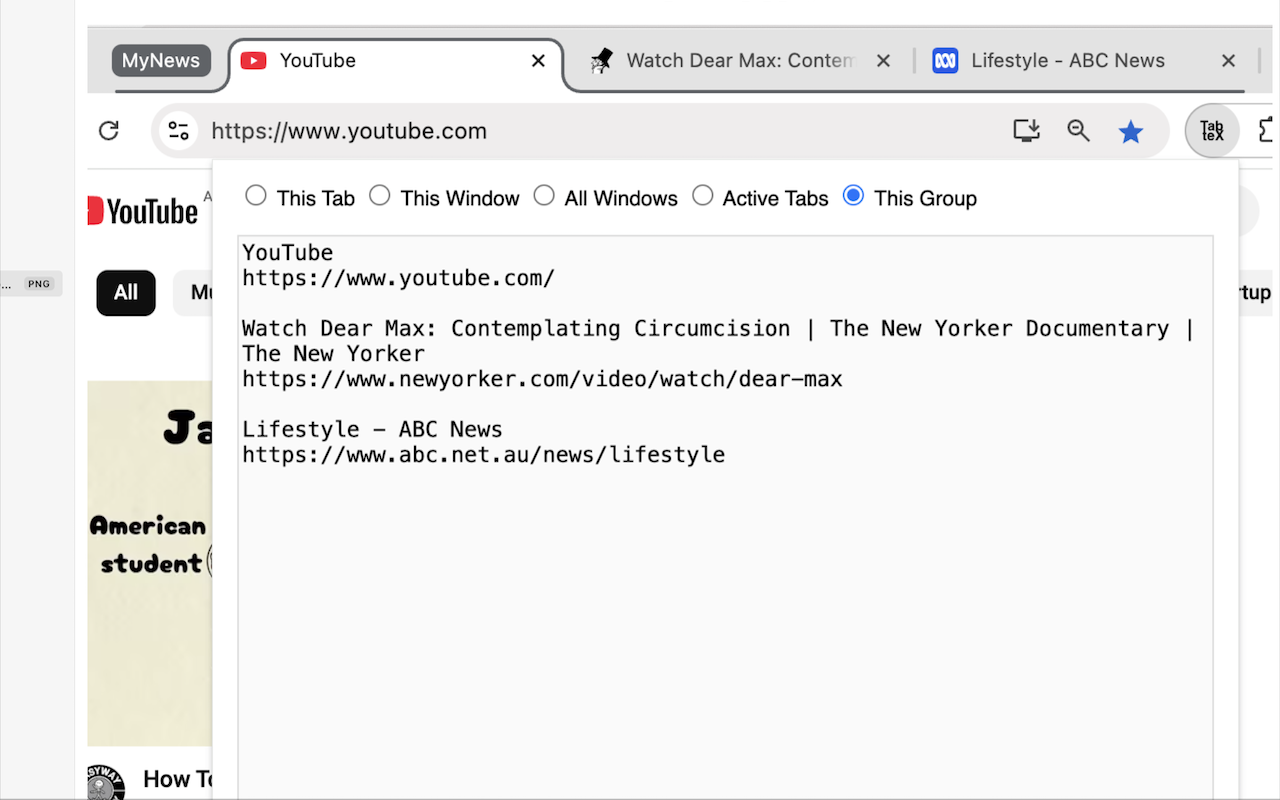 MyNews YouTube Watch Dear Max: Contem Lifestyle - ABC News
https://www.youtube.com Tab teX
This Tab This Window All Windows Active Tabs This Group
YouTube A
... PNG
All Mu rtup
YouTube
https://www.youtube.com/
Watch Dear Max: Contemplating Circumcision | The New Yorker Documentary |
The New Yorker
https://www.newyorker.com/video/watch/dear-max
Lifestyle – ABC News
https://www.abc.net.au/news/lifestyle
Ja
American
student
How To